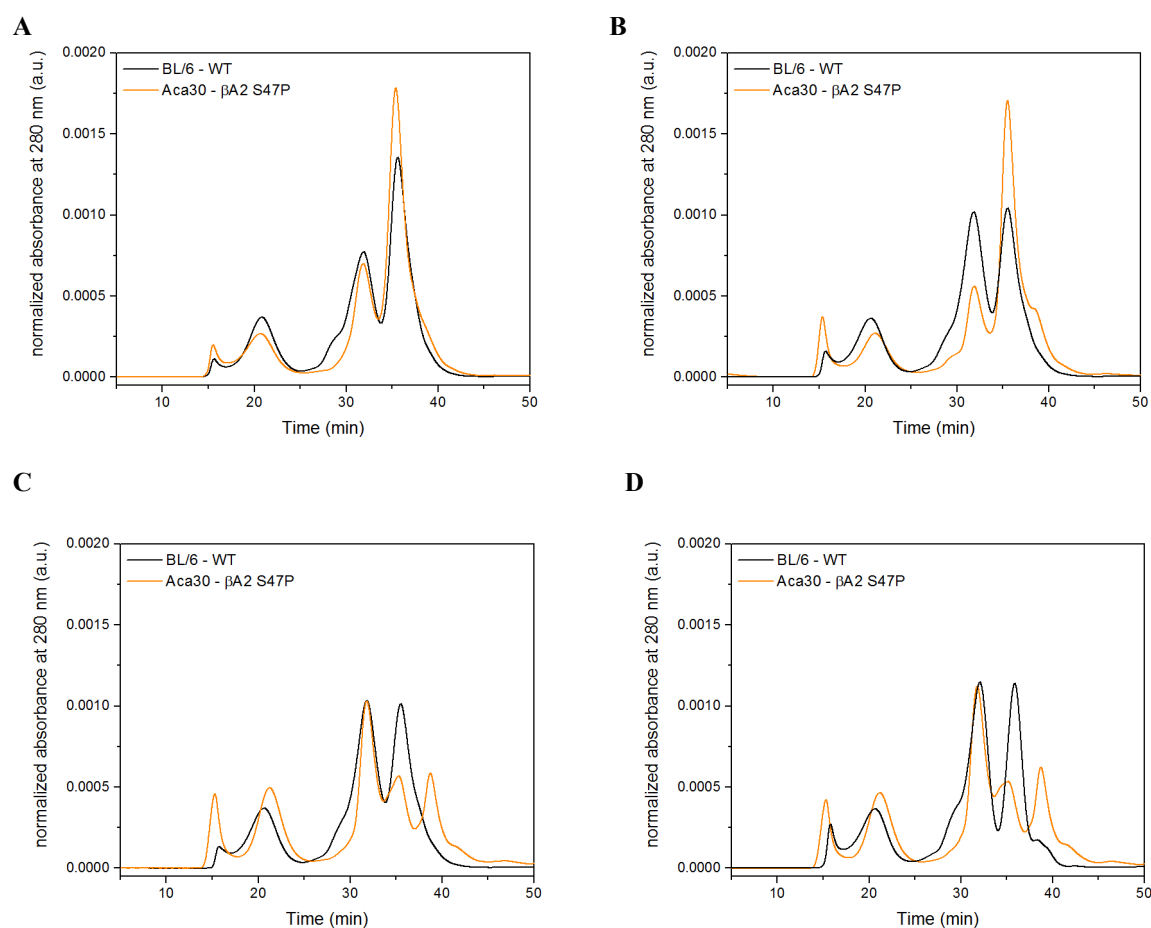 A
B
0.0020
0.0015
0.0010
0.0005
0.0000
normalized absorbance at 280 nm (a.u.)
BL/6 - WT
Aca30 - βA2 S47P
10
20
30
40
50
Time (min)
0.0020
0.0015
0.0010
0.0005
0.0000
normalized absorbance at 280 nm (a.u.)
BL/6 - WT
Aca30 - βA2 S47P
10
20
30
40
50
Time (min)
C
D
0.0020
0.0015
0.0010
0.0005
0.0000
normalized absorbance at 280 nm (a.u.)
BL/6 - WT
Aca30 - βA2 S47P
10
20
30
40
50
Time (min)
0.0020
0.0015
0.0010
0.0005
0.0000
normalized absorbance at 280 nm (a.u.)
BL/6 - WT
Aca30 - βA2 S47P
10
20
30
40
50
Time (min)